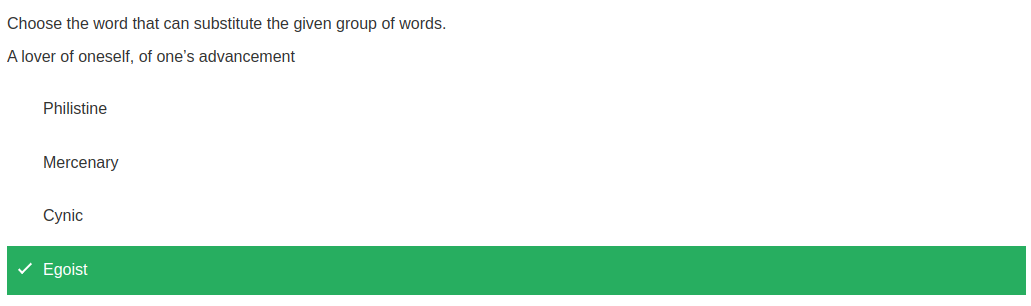 Choose the word that can substitute the given group of words.
A lover of oneself, of one’s advancement
Philistine
Mercenary
Cynic
Egoist